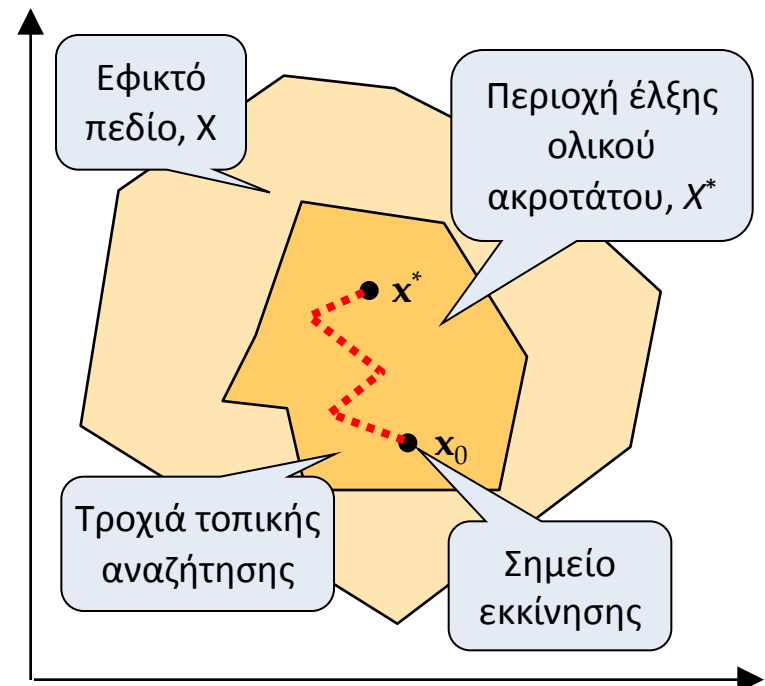 Εφικτό
πεδίο, Χ
Περιοχή έλξης
ολικού
ακροτάτου, X*
x*
x0
Τροχιά τοπικής
αναζήτησης
Σημείο
εκκίνησης